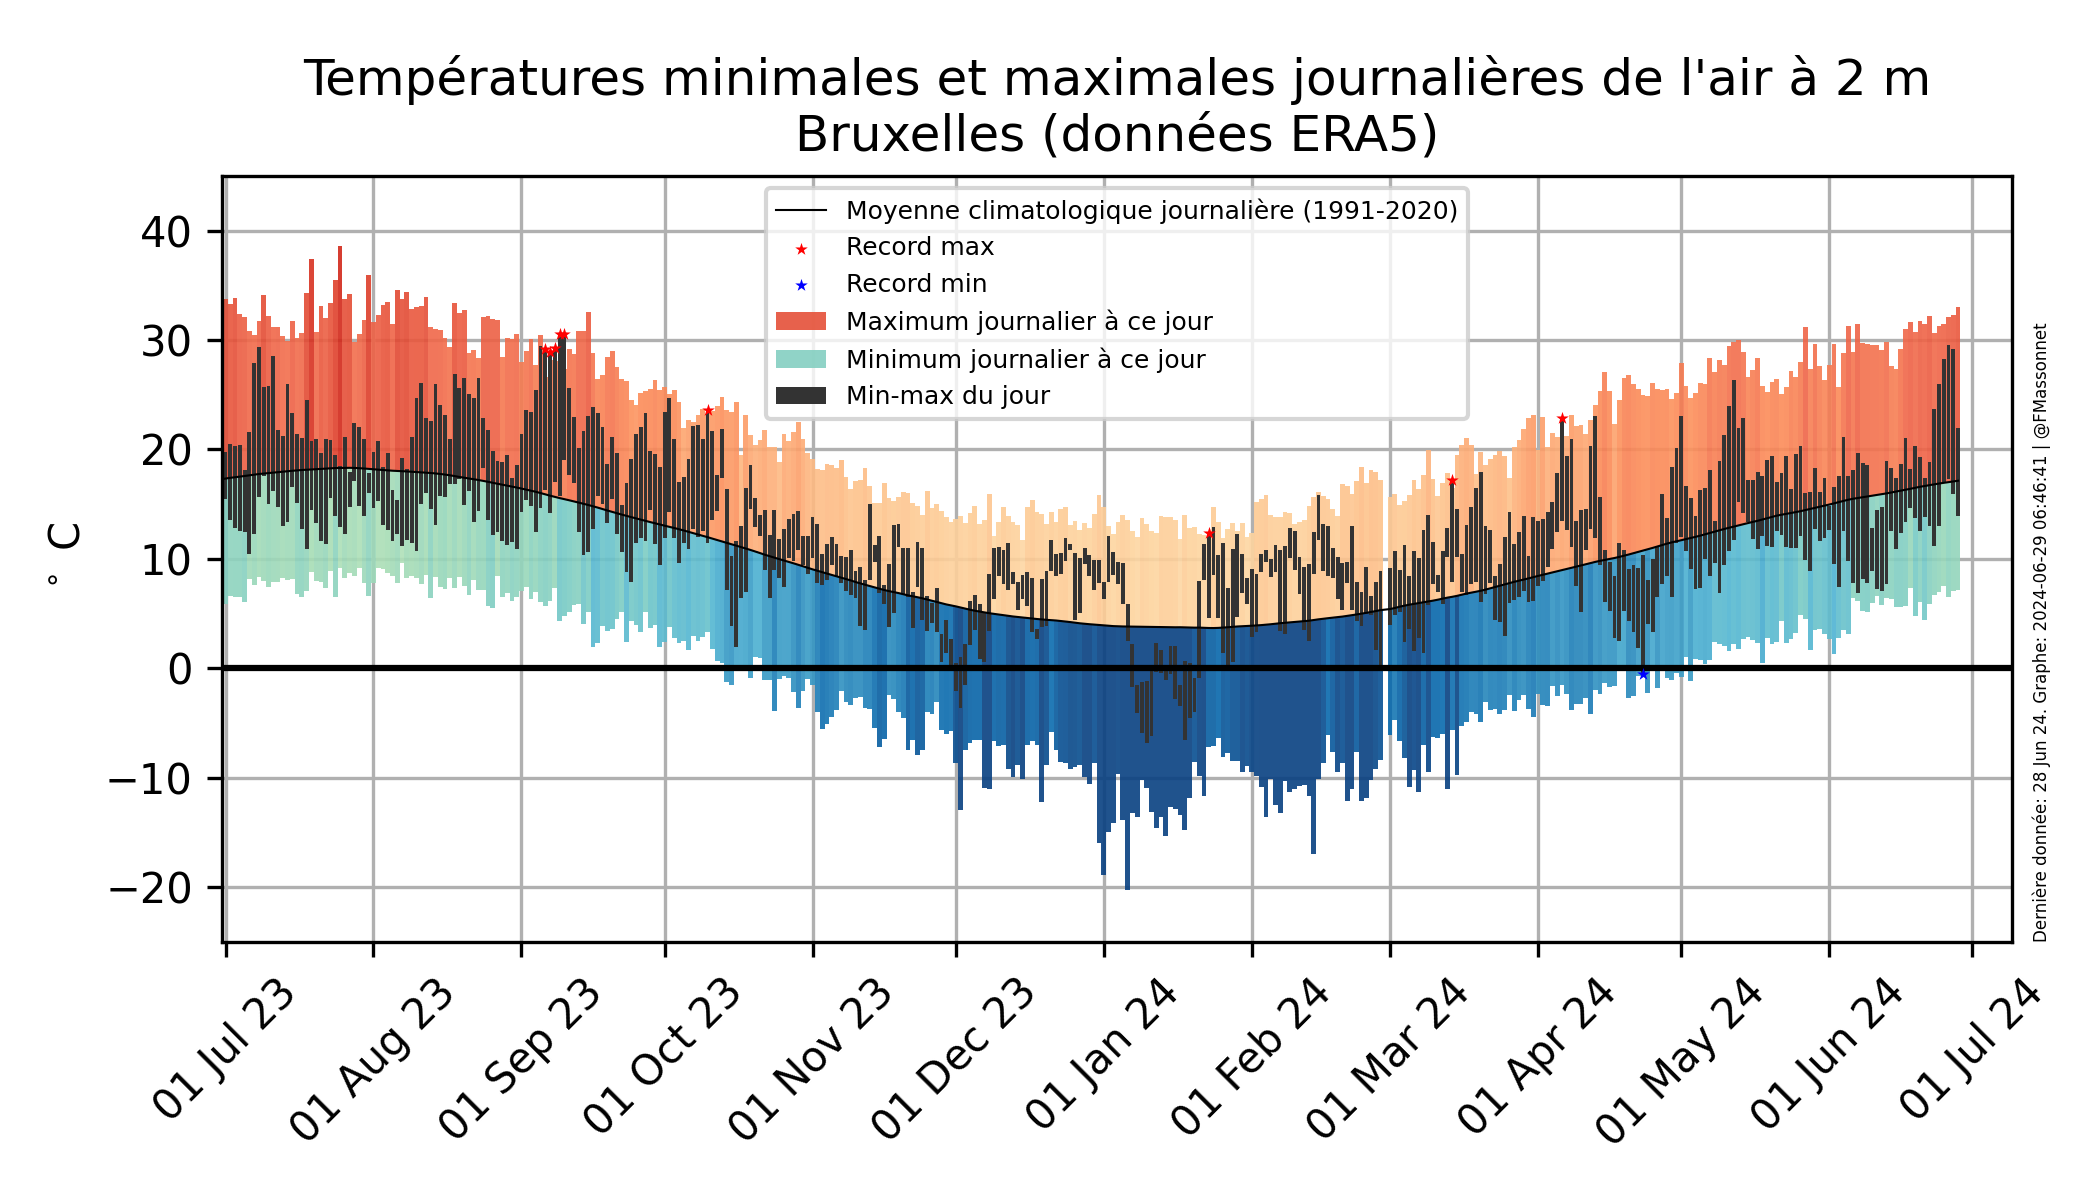 Températures minimales et maximales journalières de l'air à 2 m
Bruxelles (données ERA5)
Moyenne climatologique journalière (1991-2020)
Record max
Record min
Maximum journalier à ce jour
Minimum journalier à ce jour
Min-max du jour
° C
40
30
20
10
0
−10
−20
01 Jul 23
01 Aug 23
01 Sep 23
01 Oct 23
01 Nov 23
01 Dec 23
01 Jan 24
01 Feb 24
01 Mar 24
01 Apr 24
01 May 24
01 Jun 24
01 Jul 24
Dernière donnée: 28 Jun 24. Graphe: 2024-06-29 06:46:41 | @FMassonnet